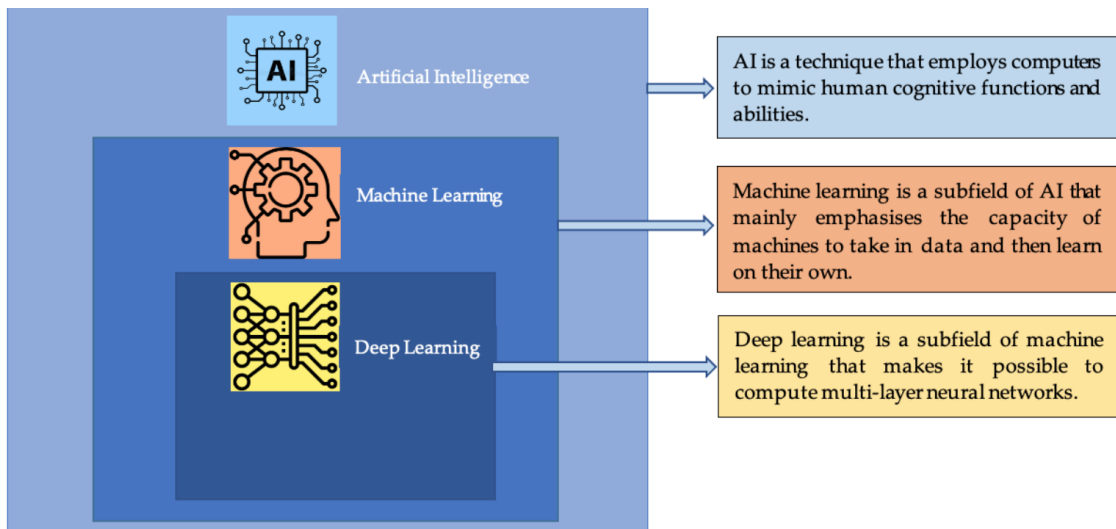 AI
Artificial Intelligence
AI is a technique that employs computers
to mimic human cognitive functions and
abilities.
Machine Learning
Machine learning is a subfield of AI that
mainly emphasises the capacity of
machines to take in data and then learn
on their own.
Deep Learning
Deep learning is a subfield of machine
learning that makes it possible to
compute multi-layer neural networks.